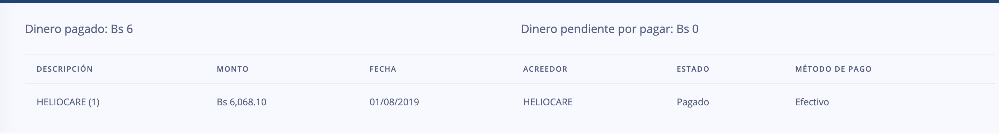 Dinero pagado: Bs 6 Dinero pendiente por pagar: Bs 0
DESCRIPCIÓN MONTO FECHA ACREEDOR ESTADO MÉTODO DE PAGO
HELIOCARE (1) Bs 6,068.10 01/08/2019 HELIOCARE Pagado Efectivo